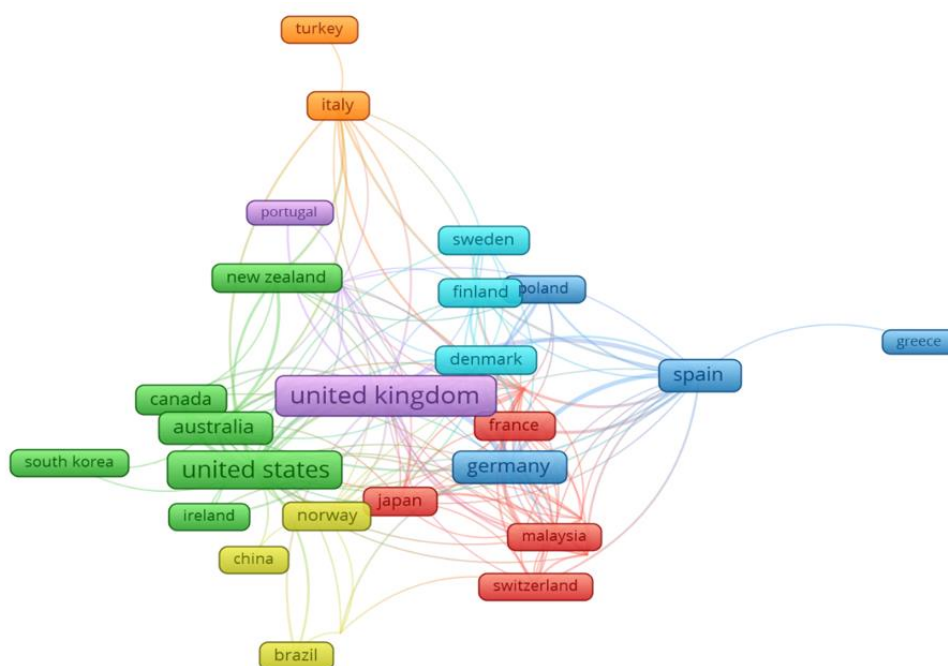 turkey
italy
portugal
sweden
new zealand
finland
poland
greece
denmark
spain
united kingdom
canada
australia
france
south korea
united states
germany
japan
norway
ireland
malaysia
china
switzerland
brazil